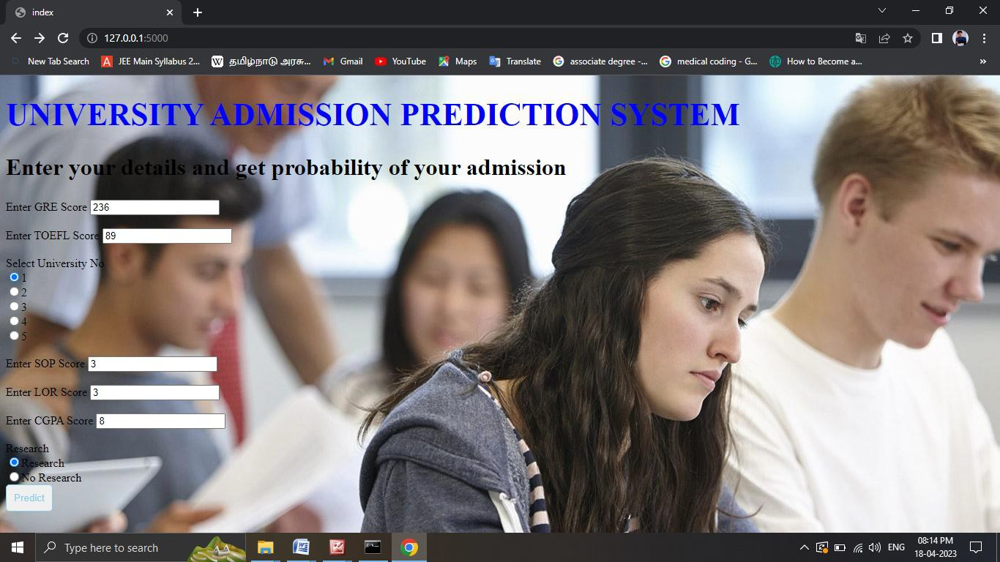 index
127.0.0.1:5000
New Tab Search JEE Main Syllabus 2... தமிழ்நாடு அரசு... Gmail YouTube Maps Translate associate degree -... medical coding - G... How to Become a... »
UNIVERSITY ADMISSION PREDICTION SYSTEM
Enter your details and get probability of your admission
Enter GRE Score 236
Enter TOEFL Score 89
Select University No
1
2
3
4
5
Enter SOP Score 3
Enter LOR Score 3
Enter CGPA Score 8
Research
Research
No Research
Predict
Type here to search
ENG
08:14 PM
18-04-2023